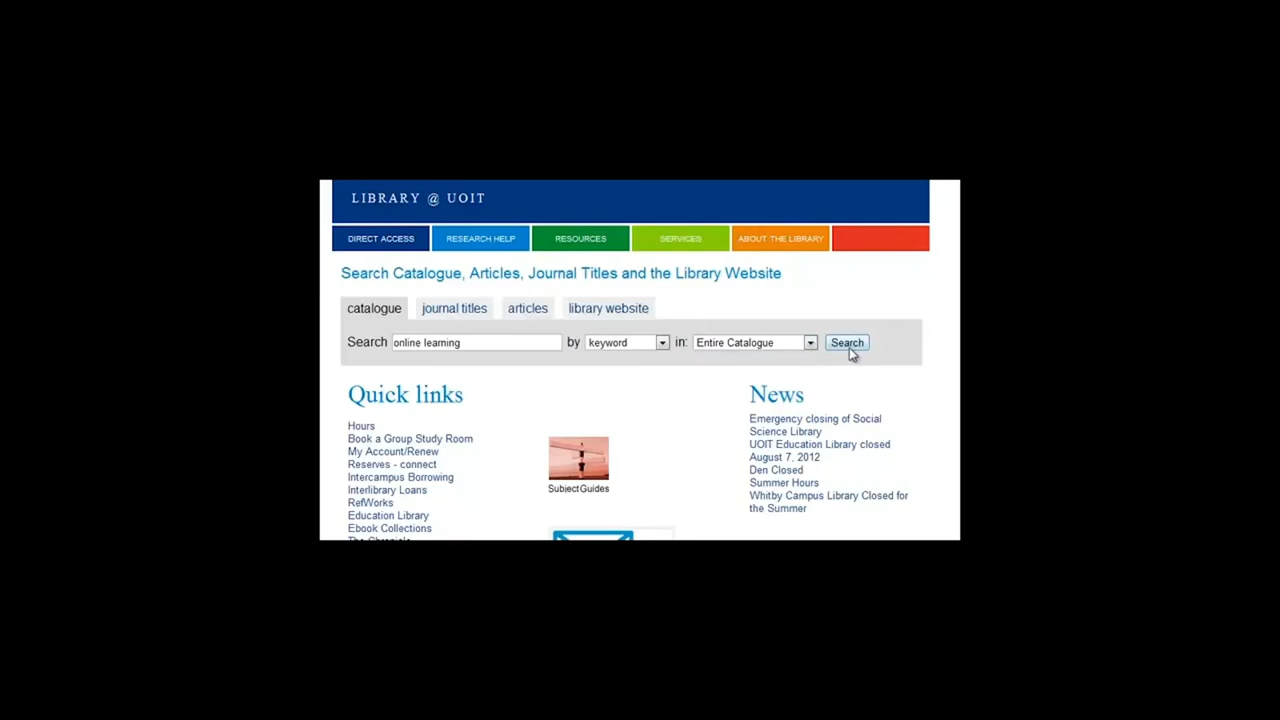 LIBRARY @ UOIT
DIRECT ACCESS
RESEARCH HELP
RESOURCES
SERVICES
ABOUT THE LIBRARY
Search Catalogue, Articles, Journal Titles and the Library Website
catalogue
journal titles
articles
library website
Search online learning by keyword in: Entire Catalogue Search
Quick links
Hours
Book a Group Study Room
My Account/Renew
Reserves - connect
Intercampus Borrowing
Interlibrary Loans
RefWorks
Education Library
Ebook Collections
The Chronicle
Subject Guides
News
Emergency closing of Social
Science Library
UOIT Education Library closed
August 7, 2012
Den Closed
Summer Hours
Whitby Campus Library Closed for
the Summer